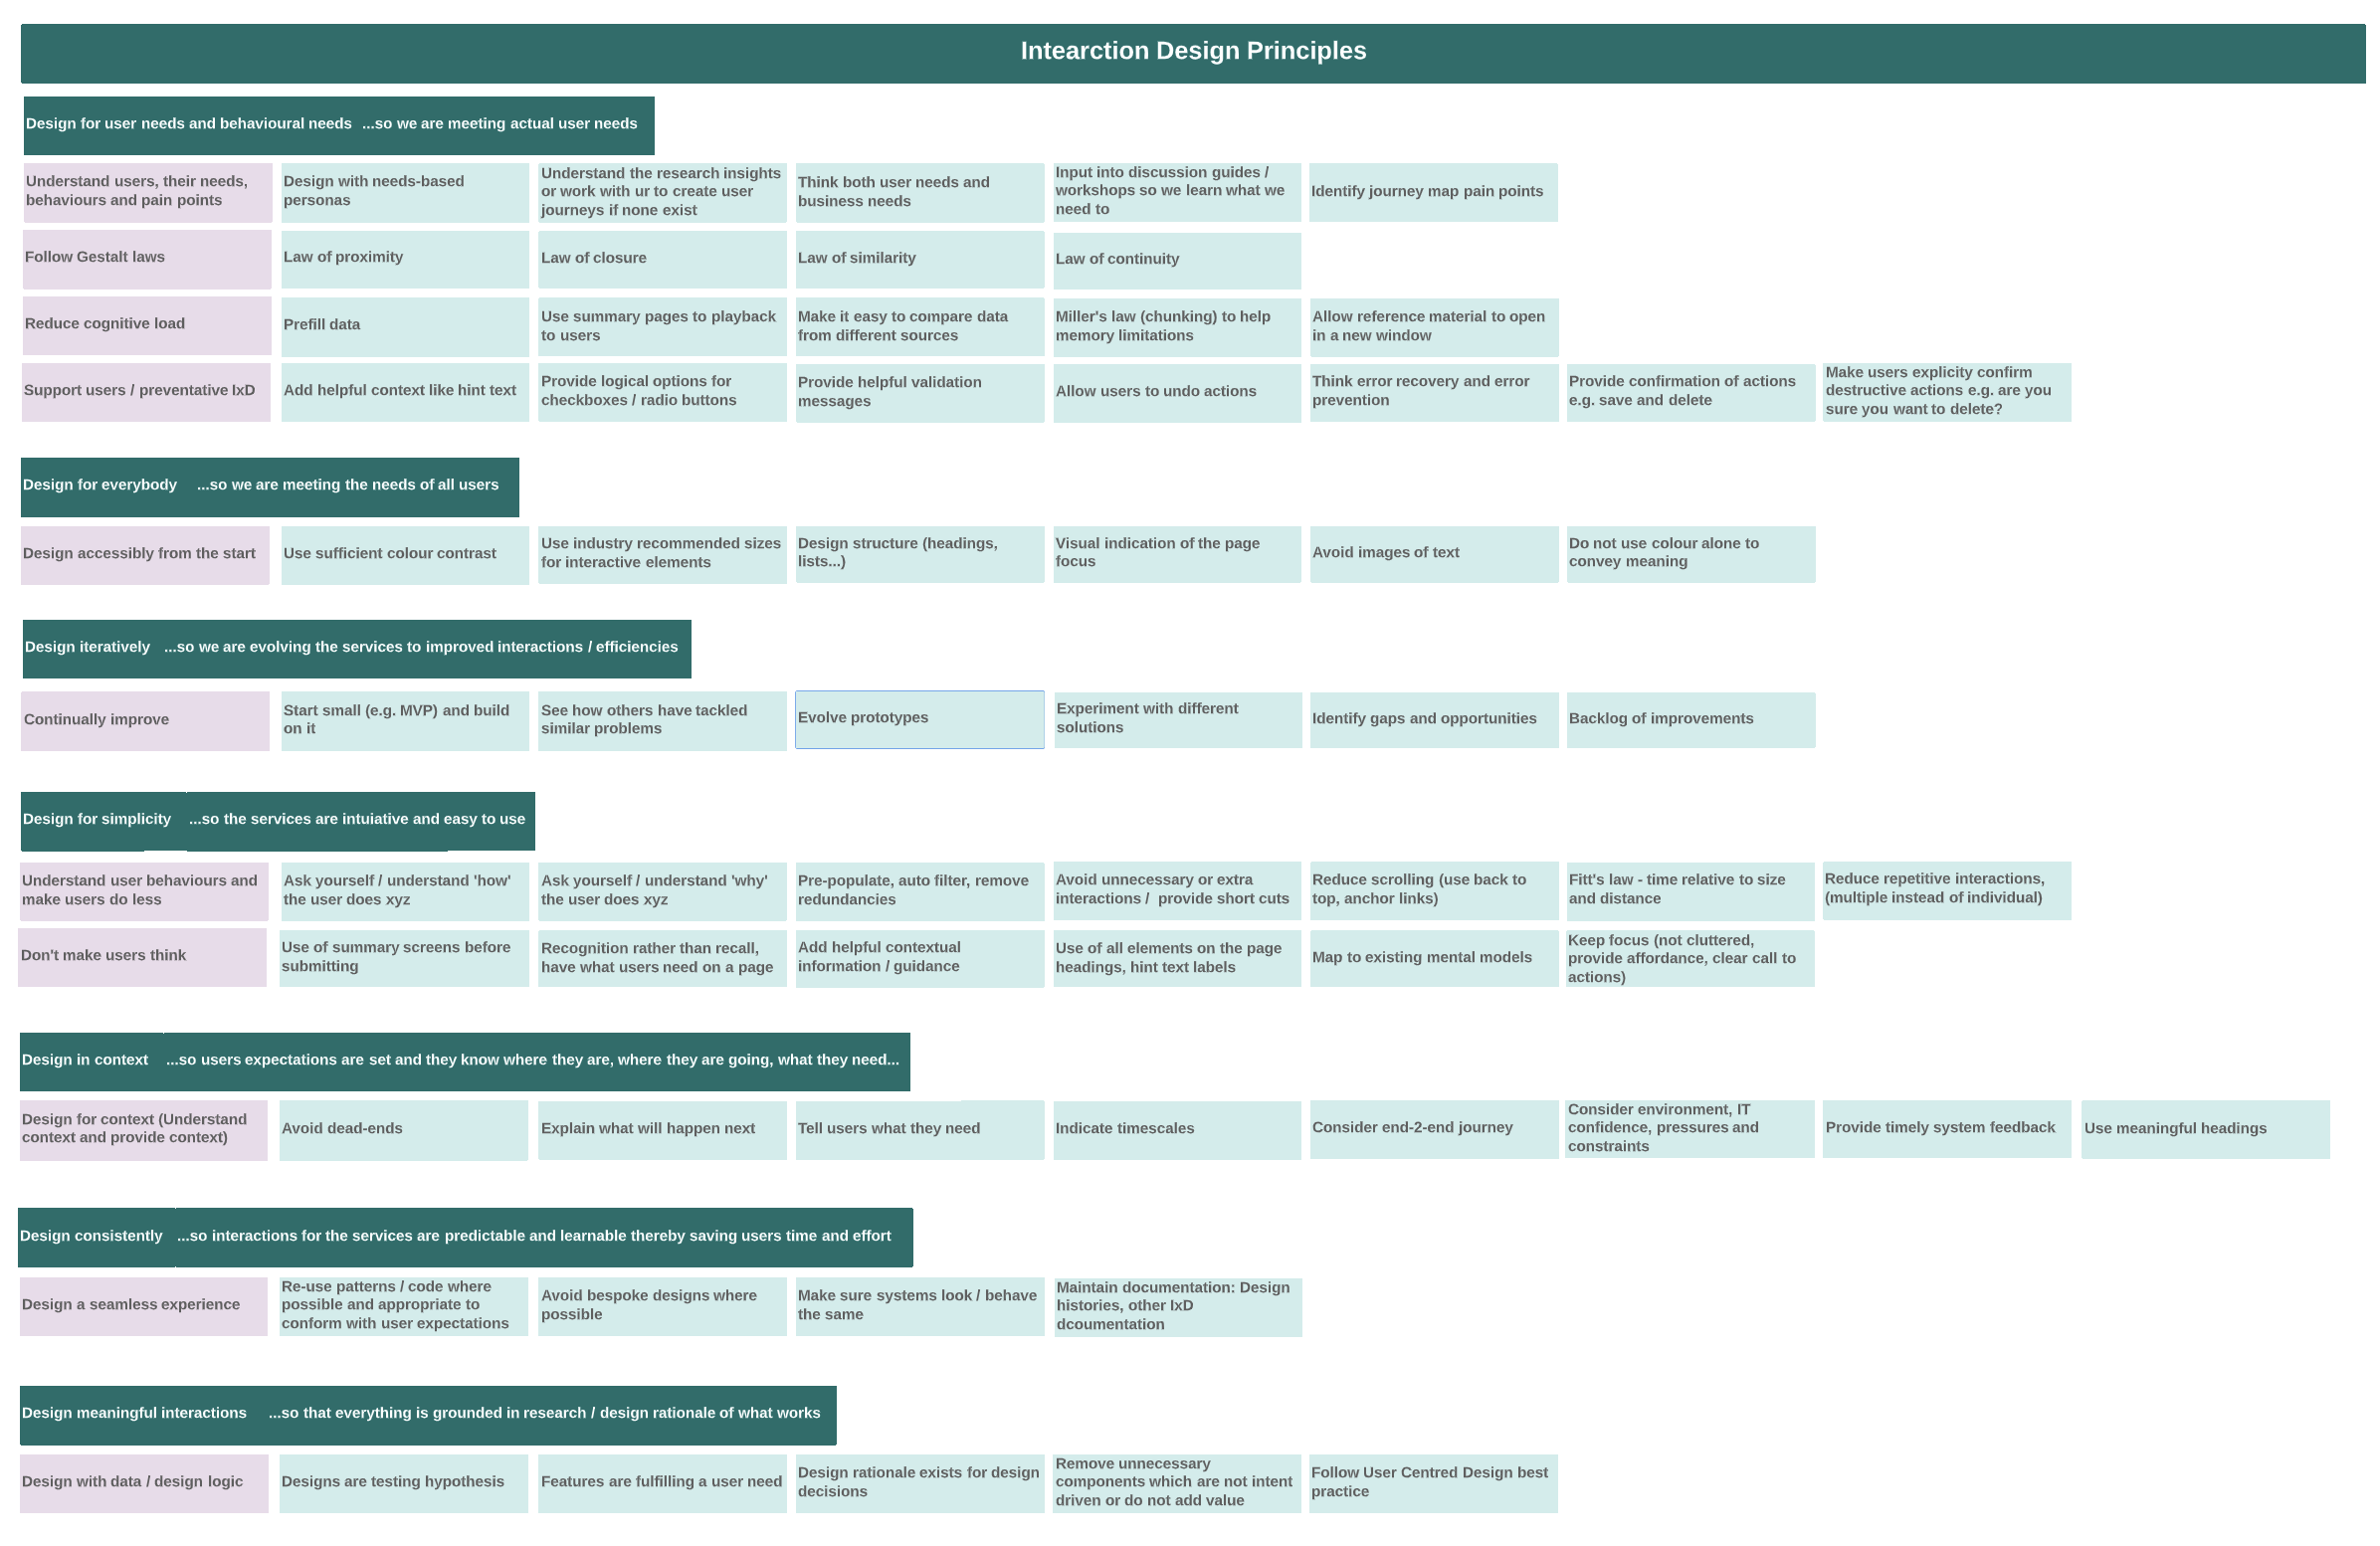 Intearction Design Principles
Design for user needs and behavioural needs ...so we are meeting actual user needs
Understand users, their needs,
behaviours and pain points
Design with needs-based
personas
Understand the research insights
or work with ur to create user
journeys if none exist
Think both user needs and
business needs
Input into discussion guides /
workshops so we learn what we
need to
Identify journey map pain points
Follow Gestalt laws
Law of proximity
Law of closure
Law of similarity
Law of continuity
Reduce cognitive load
Prefill data
Use summary pages to playback
to users
Make it easy to compare data
from different sources
Miller's law (chunking) to help
memory limitations
Allow reference material to open
in a new window
Support users / preventative IxD
Add helpful context like hint text
Provide logical options for
checkboxes / radio buttons
Provide helpful validation
messages
Allow users to undo actions
Think error recovery and error
prevention
Provide confirmation of actions
e.g. save and delete
Make users explicity confirm
destructive actions e.g. are you
sure you want to delete?
Design for everybody ...so we are meeting the needs of all users
Design accessibly from the start
Use sufficient colour contrast
Use industry recommended sizes
for interactive elements
Design structure (headings,
lists...)
Visual indication of the page
focus
Avoid images of text
Do not use colour alone to
convey meaning
Design iteratively ...so we are evolving the services to improved interactions / efficiencies
Continually improve
Start small (e.g. MVP) and build
on it
See how others have tackled
similar problems
Evolve prototypes
Experiment with different
solutions
Identify gaps and opportunities
Backlog of improvements
Design for simplicity ...so the services are intuiative and easy to use
Understand user behaviours and
make users do less
Ask yourself / understand 'how'
the user does xyz
Ask yourself / understand 'why'
the user does xyz
Pre-populate, auto filter, remove
redundancies
Avoid unnecessary or extra
interactions / provide short cuts
Reduce scrolling (use back to
top, anchor links)
Fitt's law - time relative to size
and distance
Reduce repetitive interactions,
(multiple instead of individual)
Don't make users think
Use of summary screens before
submitting
Recognition rather than recall,
have what users need on a page
Add helpful contextual
information / guidance
Use of all elements on the page
headings, hint text labels
Map to existing mental models
Keep focus (not cluttered,
provide affordance, clear call to
actions)
Design in context ...so users expectations are set and they know where they are, where they are going, what they need...
Design for context (Understand
context and provide context)
Avoid dead-ends
Explain what will happen next
Tell users what they need
Indicate timescales
Consider end-2-end journey
Consider environment, IT
confidence, pressures and
constraints
Provide timely system feedback
Use meaningful headings
Design consistently ...so interactions for the services are predictable and learnable thereby saving users time and effort
Design a seamless experience
Re-use patterns / code where
possible and appropriate to
conform with user expectations
Avoid bespoke designs where
possible
Make sure systems look / behave
the same
Maintain documentation: Design
histories, other IxD
dcoumentation
Design meaningful interactions ...so that everything is grounded in research / design rationale of what works
Design with data / design logic
Designs are testing hypothesis
Features are fulfilling a user need
Design rationale exists for design
decisions
Remove unnecessary
components which are not intent
driven or do not add value
Follow User Centred Design best
practice